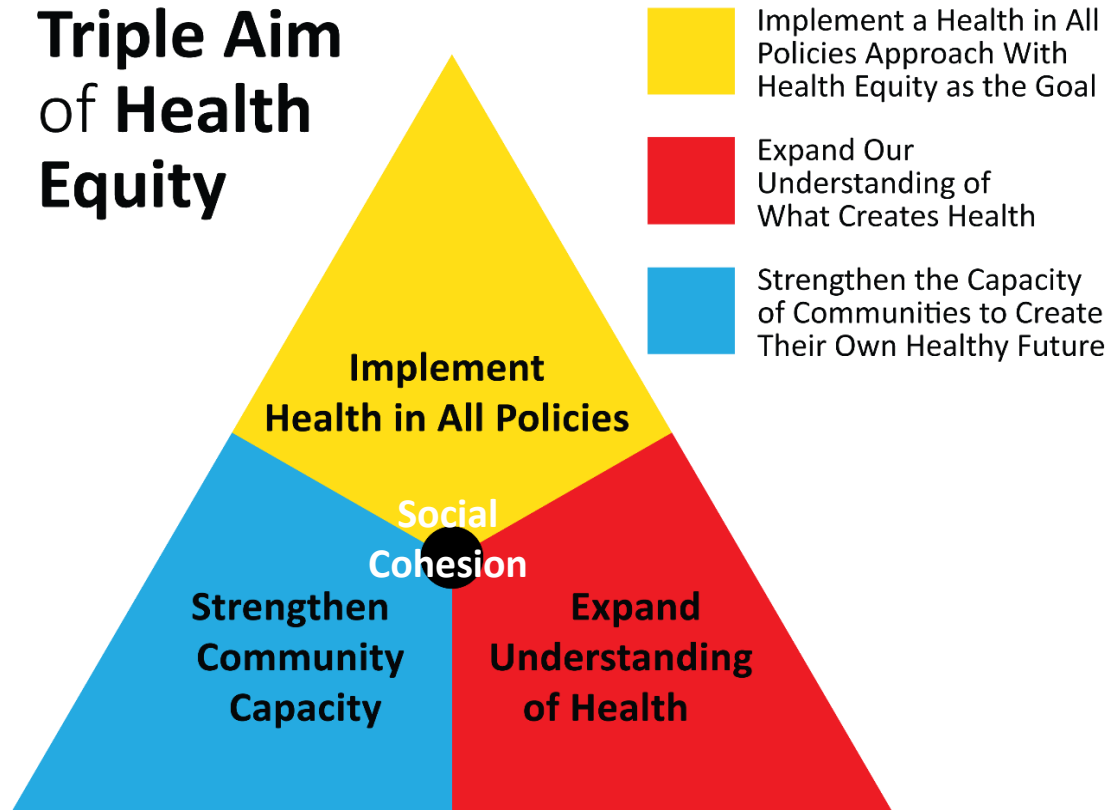 Triple Aim
of Health
Equity
Implement a Health in All
Policies Approach With
Health Equity as the Goal
Expand Our
Understanding of
What Creates Health
Strengthen the Capacity
of Communities to Create
Their Own Healthy Future
Implement
Health in All Policies
Social
Cohesion
Strengthen
Community
Capacity
Expand
Understanding
of Health